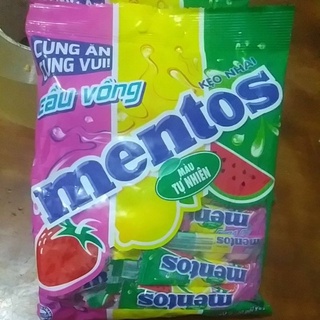 CÙNG ĂN
CÙNG VUI!
CẦU VỒNG
KẸO NHAI
mentos
MÀU
TỰ NHIÊN
mentos
mentos
mentos